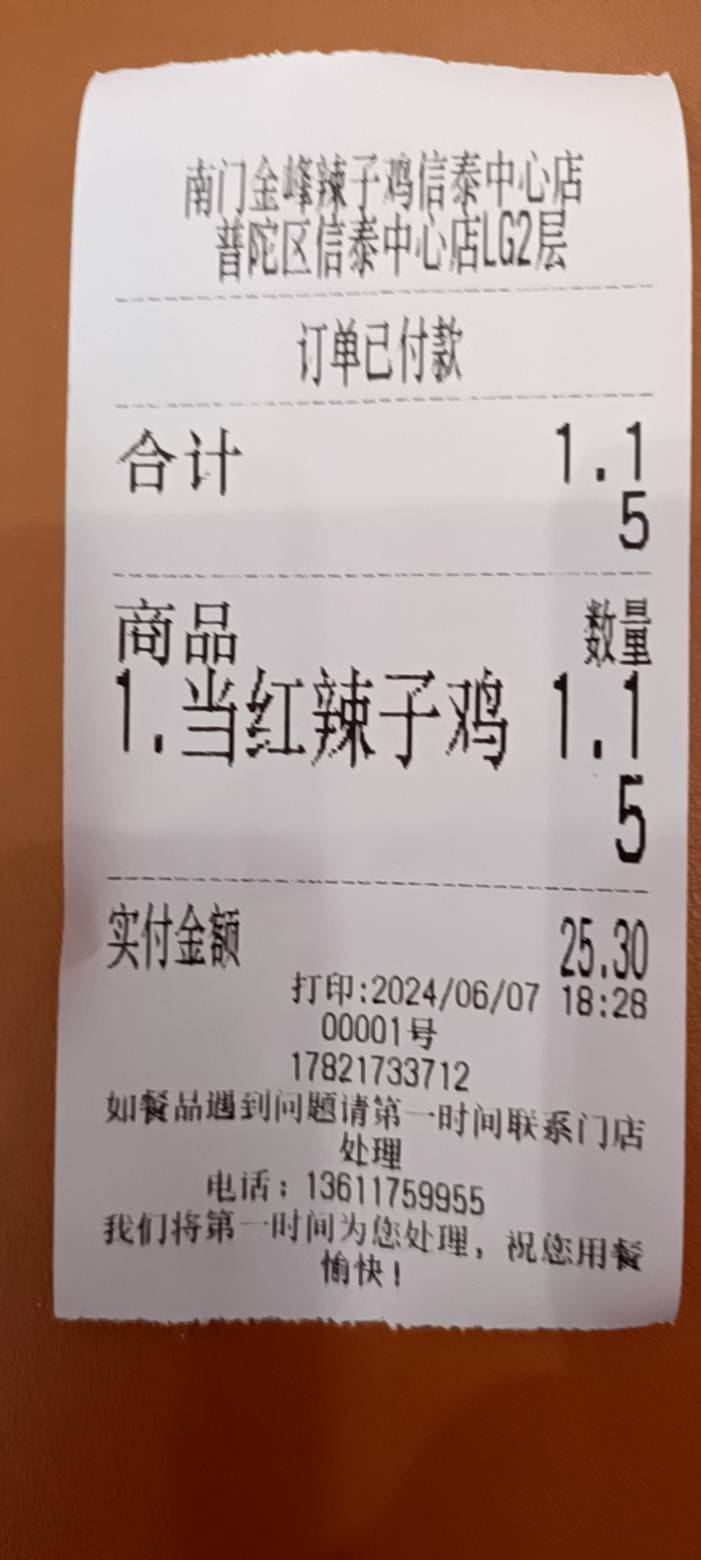 南门金峰辣子鸡信泰中心店
普陀区信泰中心店LG2层
订单已付款
合计 1.1
5
商品 数量
1.当红辣子鸡 1.1
5
实付金额 25.30
打印:2024/06/07 18:28
00001号
17821733712
如餐品遇到问题请第一时间联系门店
处理
电话：13611759955
我们将第一时间为您处理，祝您用餐
愉快！